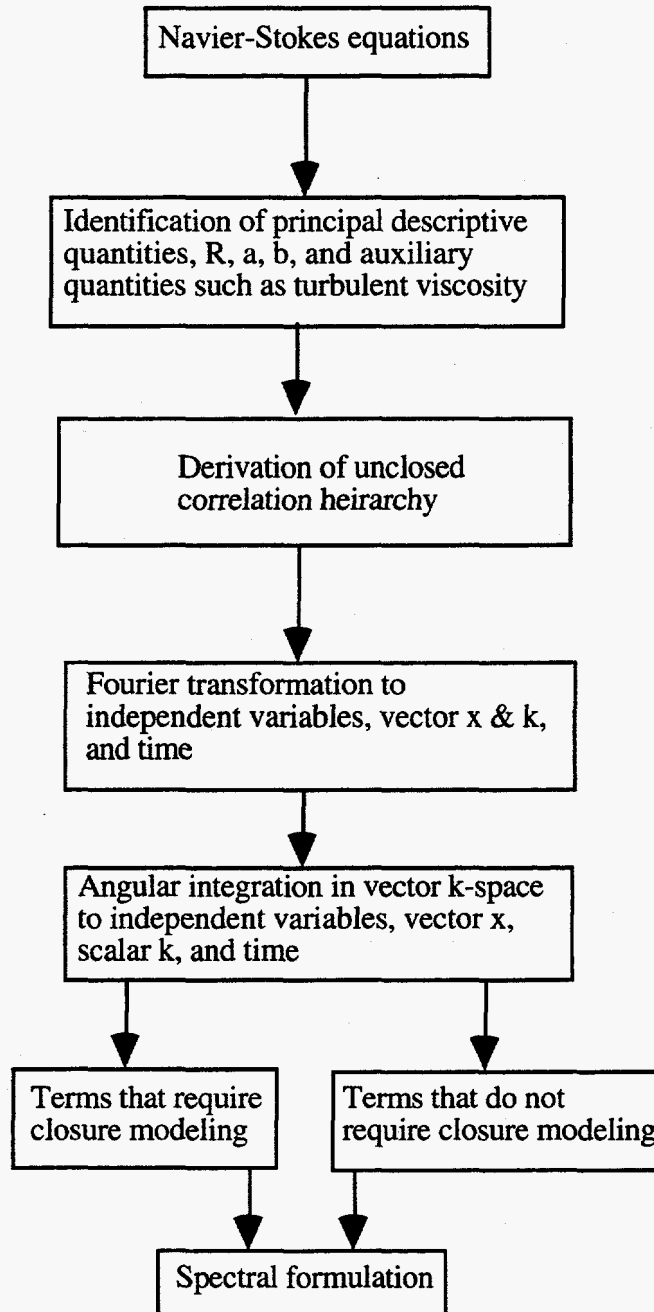 Navier-Stokes equations
Identification of principal descriptive
quantities, R, a, b, and auxiliary
quantities such as turbulent viscosity
Derivation of unclosed
correlation heirarchy
Fourier transformation to
independent variables, vector x & k,
and time
Angular integration in vector k-space
to independent variables, vector x,
scalar k, and time
Terms that require
closure modeling
Terms that do not
require closure modeling
Spectral formulation